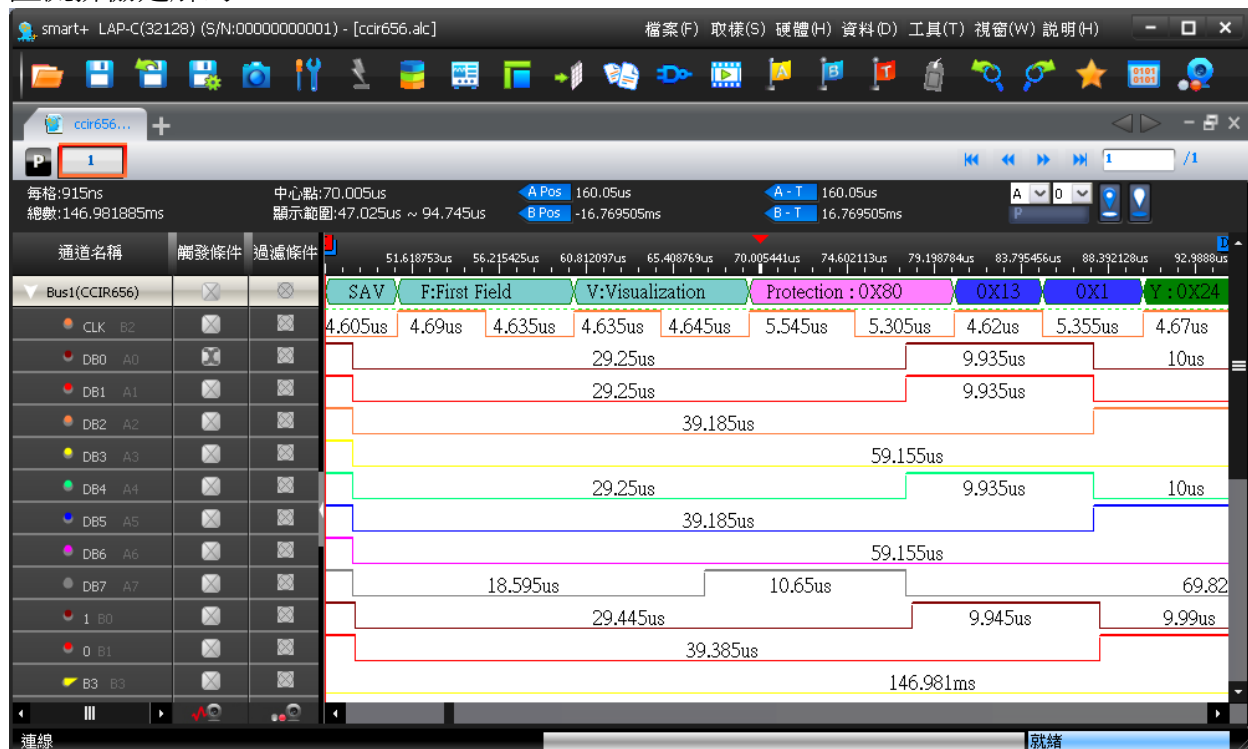 smart+ LAP-C(32128) (S/N:00000000001) - [ccir656.alc] 檔案(F) 取樣(S) 硬體(H) 資料(D) 工具(T) 視窗(W) 說明(H)
ccir656...
P 1 1 /1
每格:915ns 中心點:70.005us A Pos 160.05us A - T 160.05us A 0
總數:146.981885ms 顯示範圍:47.025us ~ 94.745us B Pos -16.769505ms B - T 16.769505ms P
通道名稱 觸發條件 過濾條件 51.618753us 56.215425us 60.812097us 65.408769us 70.005441us 74.602113us 79.198784us 83.795456us 88.392128us 92.9888us D
Bus1(CCIR656) SAV F:First Field V:Visualization Protection : 0X80 0X13 0X1 Y : 0X24
CLK B2 4.605us 4.69us 4.635us 4.635us 4.645us 5.545us 5.305us 4.62us 5.355us 4.67us
DB0 A0 29.25us 9.935us 10us
DB1 A1 29.25us 9.935us
DB2 A2 39.185us
DB3 A3 59.155us
DB4 A4 29.25us 9.935us 10us
DB5 A5 39.185us
DB6 A6 59.155us
DB7 A7 18.595us 10.65us 69.82
1 B0 29.445us 9.945us 9.99us
0 B1 39.385us
B3 B3 146.981ms
連線 就緒